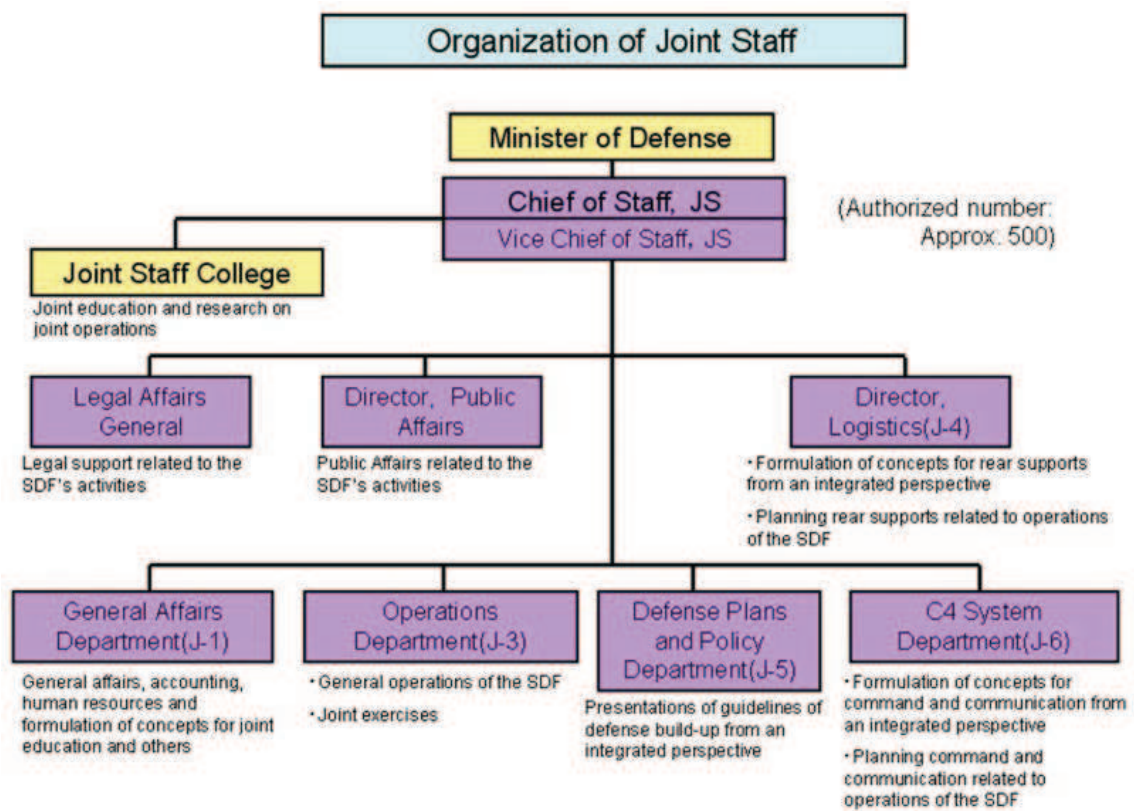 Organization of Joint Staff
Minister of Defense
Chief of Staff, JS
Vice Chief of Staff, JS
(Authorized number:
Approx. 500)
Joint Staff College
Joint education and research on
joint operations
Legal Affairs
General
Legal support related to the
SDF's activities
Director, Public
Affairs
Public Affairs related to the
SDF's activities
Director,
Logistics(J-4)
・Formulation of concepts for rear supports
from an integrated perspective
・Planning rear supports related to operations
of the SDF
General Affairs
Department(J-1)
General affairs, accounting,
human resources and
formulation of concepts for joint
education and others
Operations
Department(J-3)
・General operations of the SDF
・Joint exercises
Defense Plans
and Policy
Department(J-5)
Presentations of guidelines of
defense build-up from an
integrated perspective
C4 System
Department(J-6)
・Formulation of concepts for
command and communication from
an integrated perspective
・Planning command and
communication related to
operations of the SDF